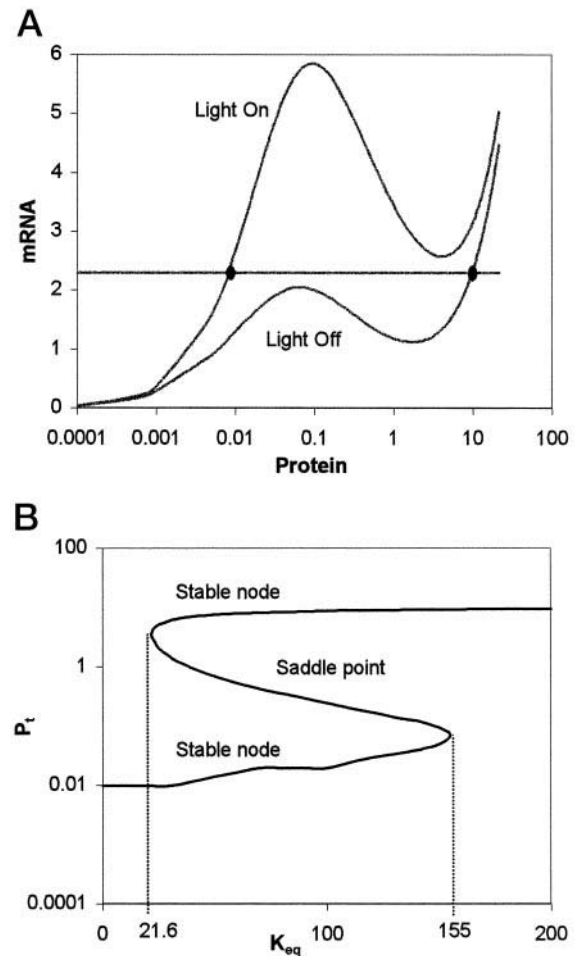 A
mRNA
6
5
4
3
2
1
0
Light On
Light Off
0.0001 0.001 0.01 0.1 1 10 100
Protein
B
Pt
100
1
0.01
0.0001
Stable node
Saddle point
Stable node
0 21.6 100 155 200
Keq